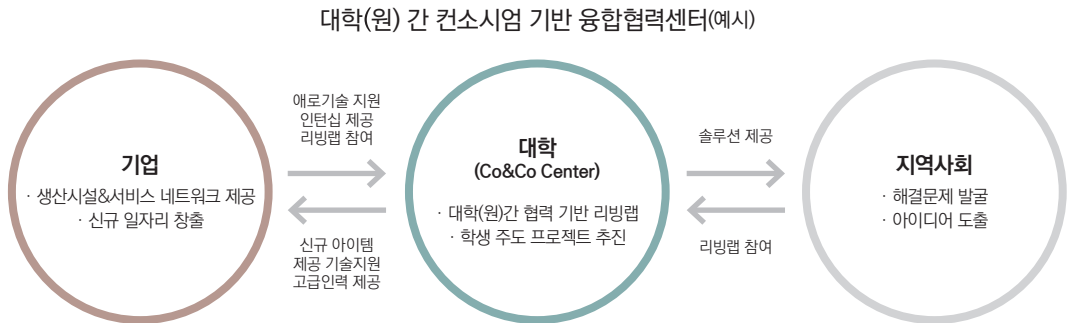 대학(원) 간 컨소시엄 기반 융합협력센터(예시)
기업
· 생산시설&서비스 네트워크 제공
· 신규 일자리 창출
애로기술 지원
인턴십 제공
리빙랩 참여
신규 아이템
제공 기술지원
고급인력 제공
대학
(Co&Co Center)
· 대학(원)간 협력 기반 리빙랩
· 학생 주도 프로젝트 추진
솔루션 제공
리빙랩 참여
지역사회
· 해결문제 발굴
· 아이디어 도출